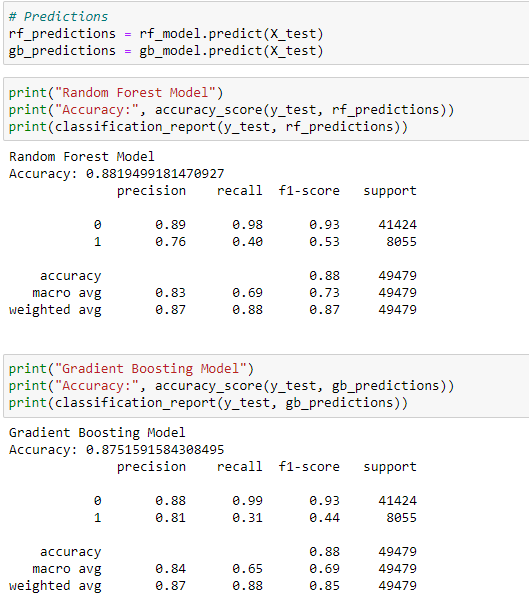 # Predictions
rf_predictions = rf_model.predict(X_test)
gb_predictions = gb_model.predict(X_test)
print("Random Forest Model")
print("Accuracy:", accuracy_score(y_test, rf_predictions))
print(classification_report(y_test, rf_predictions))
Random Forest Model
Accuracy: 0.8819499181470927
precision recall f1-score support
0 0.89 0.98 0.93 41424
1 0.76 0.40 0.53 8055
accuracy 0.88 49479
macro avg 0.83 0.69 0.73 49479
weighted avg 0.87 0.88 0.87 49479
print("Gradient Boosting Model")
print("Accuracy:", accuracy_score(y_test, gb_predictions))
print(classification_report(y_test, gb_predictions))
Gradient Boosting Model
Accuracy: 0.8751591584308495
precision recall f1-score support
0 0.88 0.99 0.93 41424
1 0.81 0.31 0.44 8055
accuracy 0.88 49479
macro avg 0.84 0.65 0.69 49479
weighted avg 0.87 0.88 0.85 49479